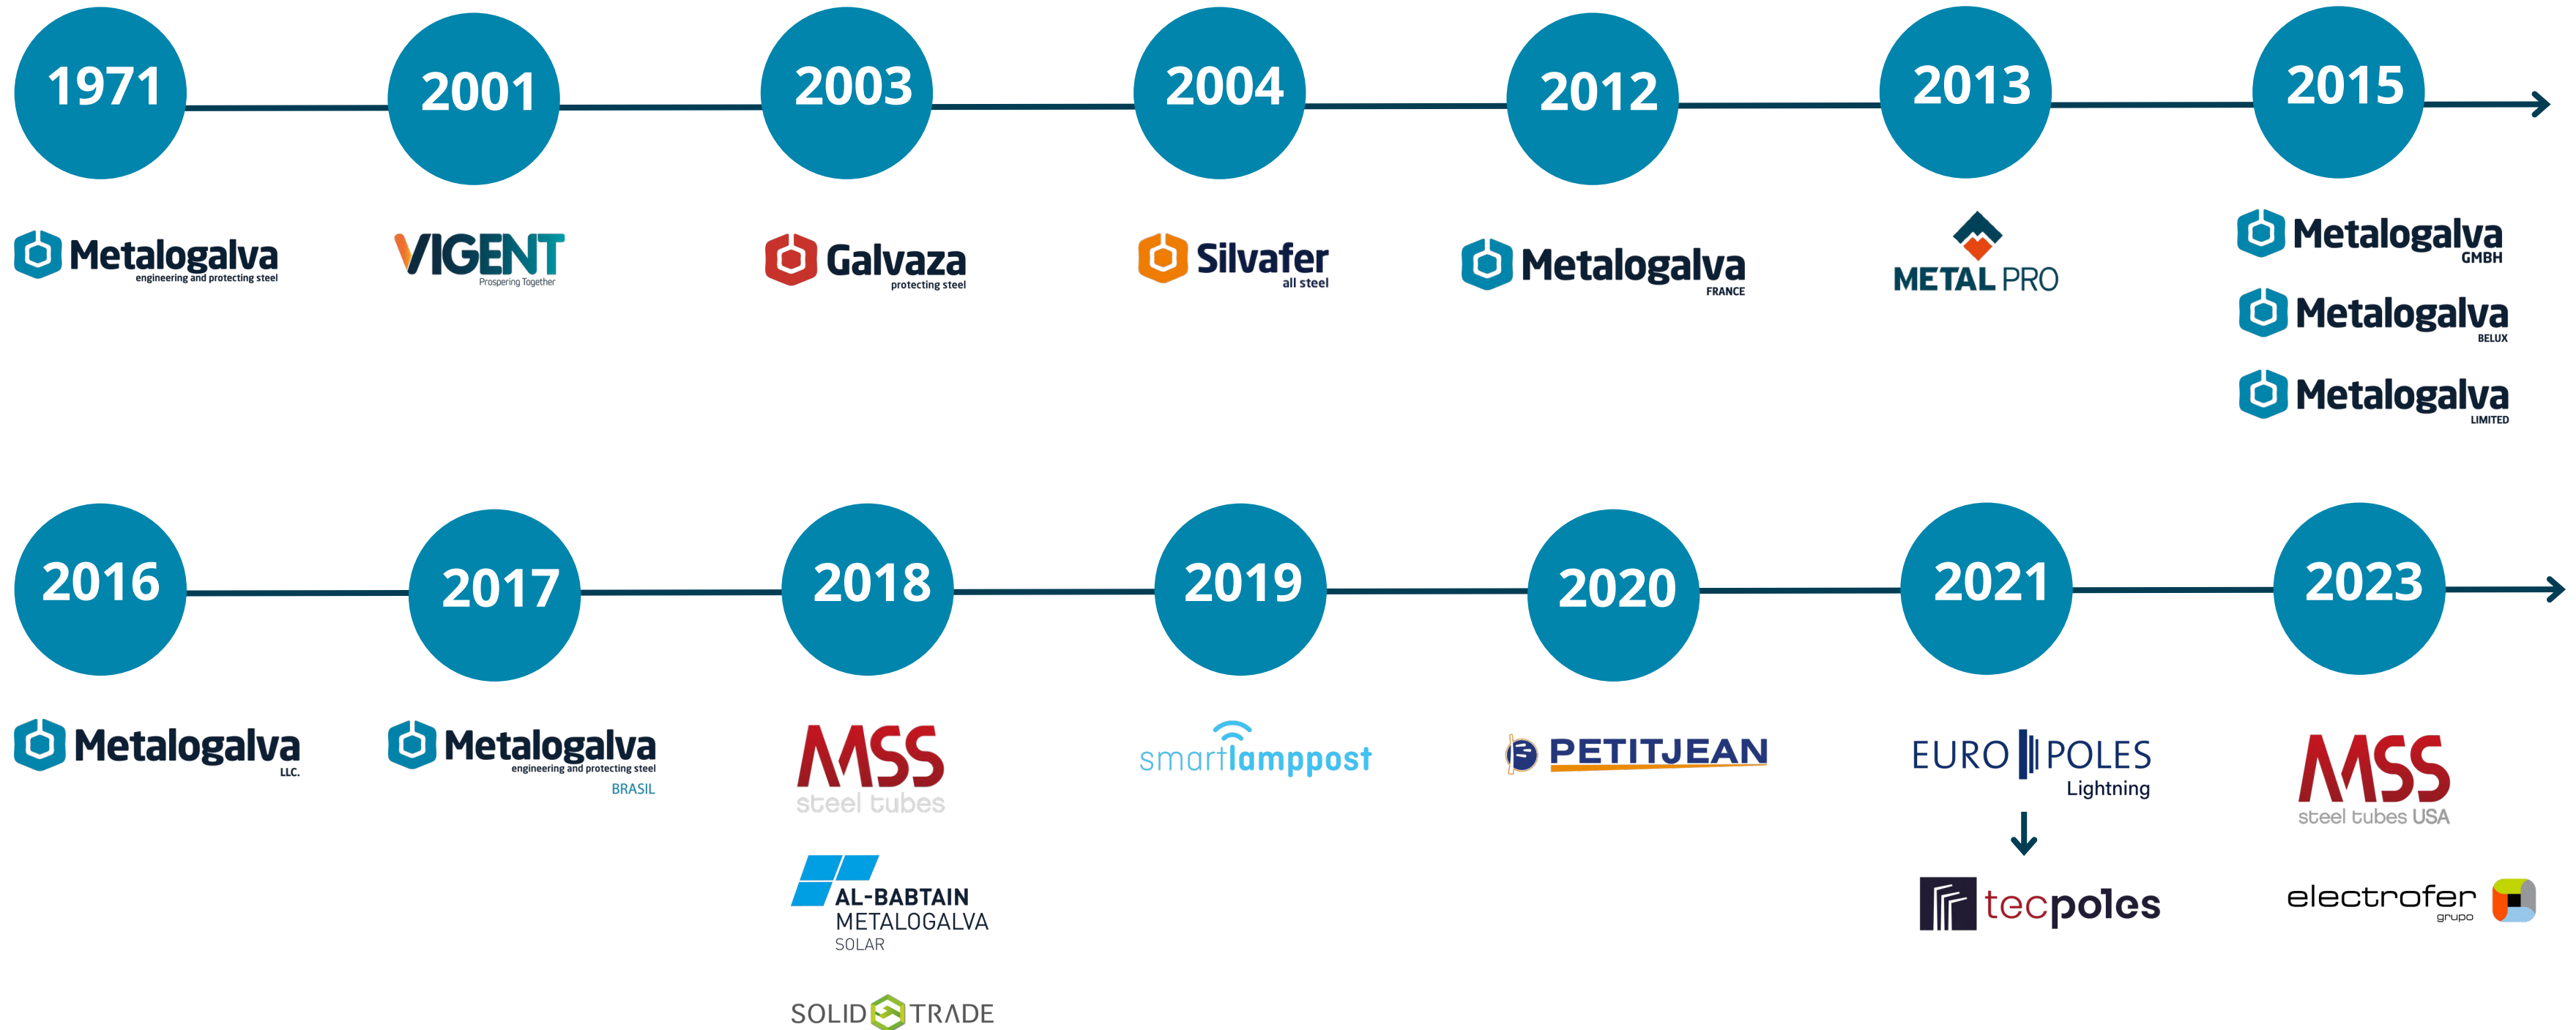 1971
2001
2003
2004
2012
2013
2015
Metalogalva
engineering and protecting steel
VIGENT
Prospering Together
Galvaza
protecting steel
Silvafer
all steel
Metalogalva
FRANCE
METAL PRO
Metalogalva
GMBH
Metalogalva
BELUX
Metalogalva
LIMITED
2016
2017
2018
2019
2020
2021
2023
Metalogalva
LLC.
Metalogalva
engineering and protecting steel
BRASIL
MSS
steel tubes
AL-BABTAIN
METALOGALVA
SOLAR
SOLID TRADE
smartlamppost
PETITJEAN
EURO POLES
Lightning
tecpoles
MSS
steel tubes USA
electrofer
grupo